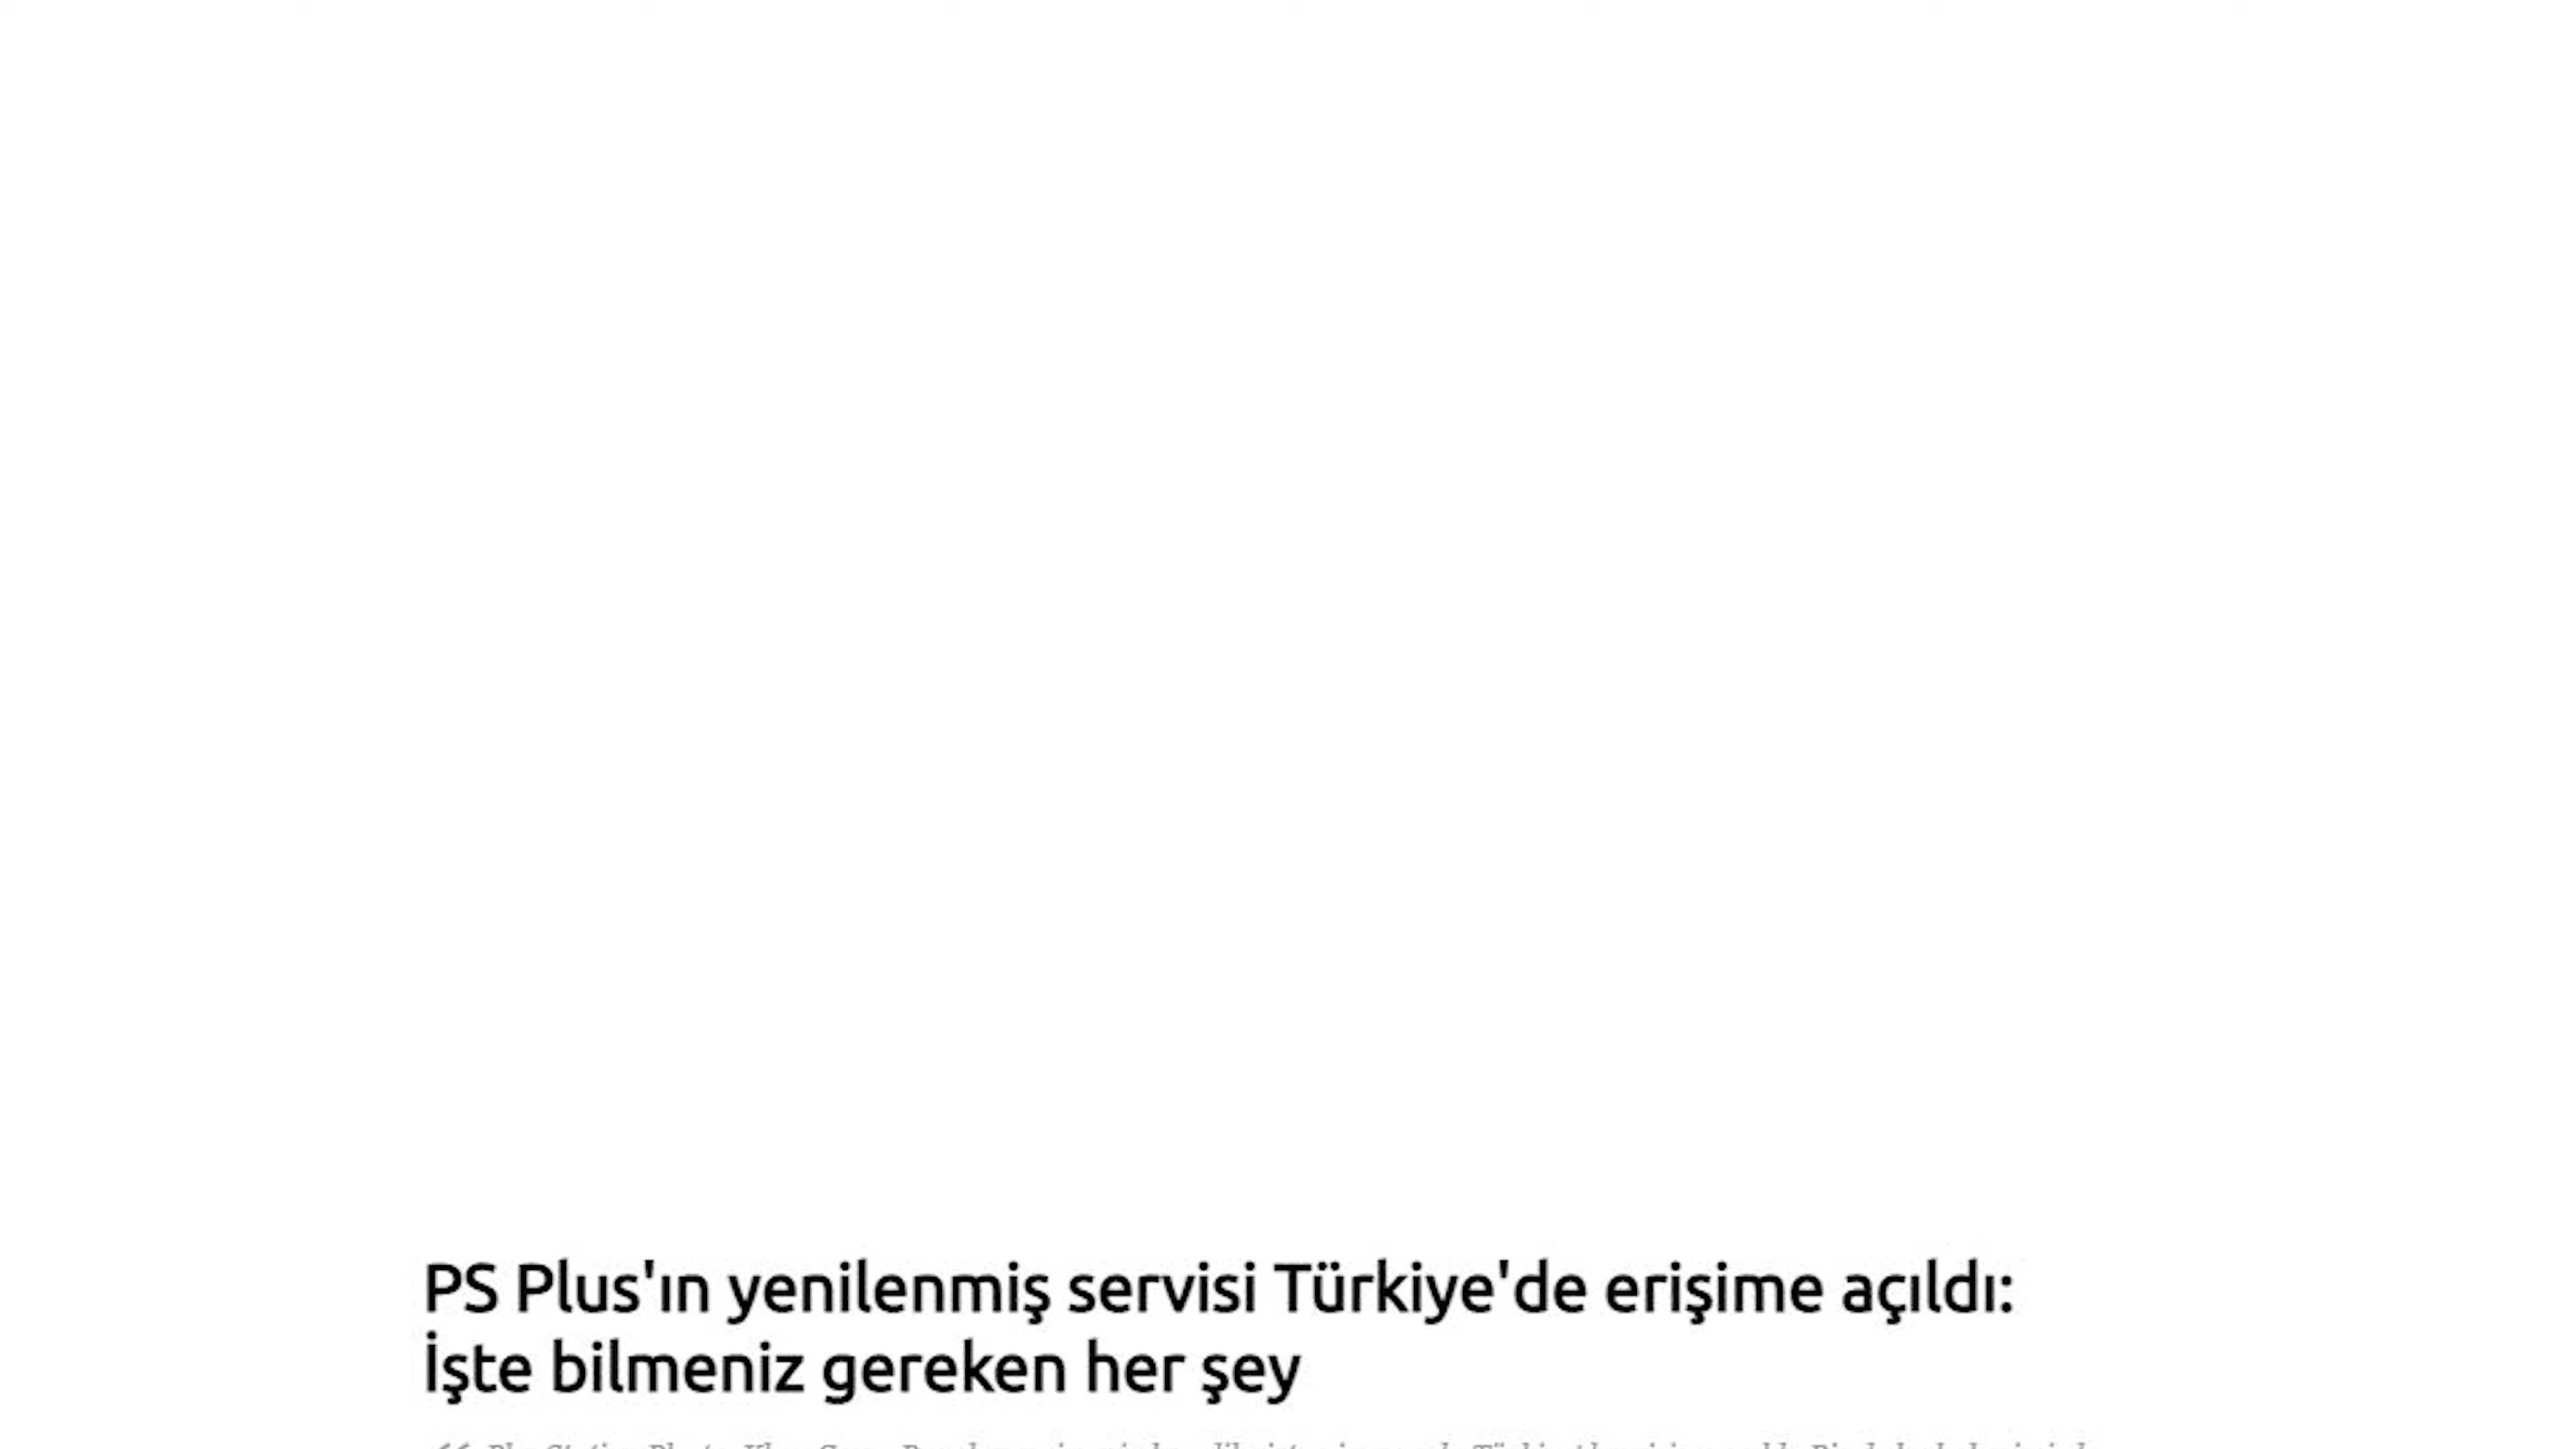 PS Plus'ın yenilenmiş servisi Türkiye'de erişime açıldı:
İşte bilmeniz gereken her şey